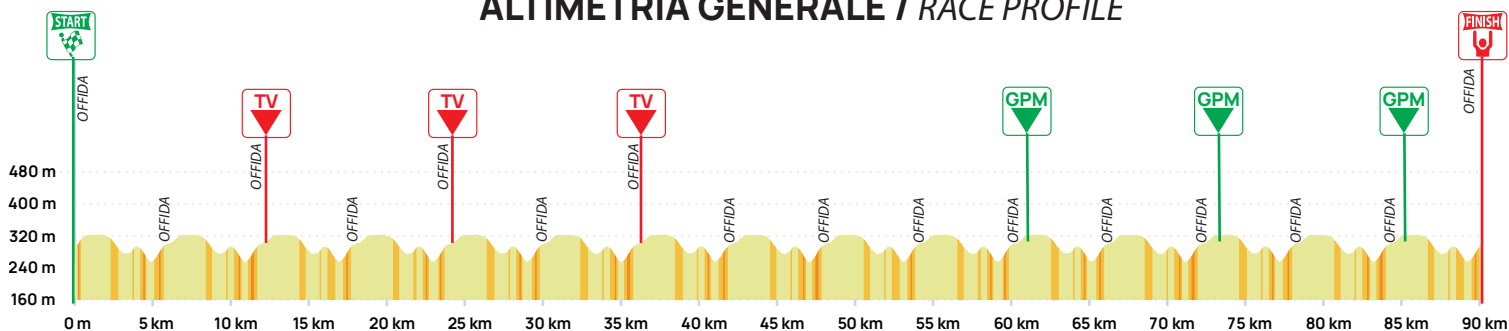 ALTIMETRIA GENERALE / RACE PROFILE
START
FINISH
OFFIDA
OFFIDA
TV
TV
TV
GPM
GPM
GPM
OFFIDA
OFFIDA
OFFIDA
OFFIDA
OFFIDA
OFFIDA
OFFIDA
OFFIDA
OFFIDA
OFFIDA
OFFIDA
OFFIDA
OFFIDA
OFFIDA
480 m
400 m
320 m
240 m
160 m
0 m 5 km 10 km 15 km 20 km 25 km 30 km 35 km 40 km 45 km 50 km 55 km 60 km 65 km 70 km 75 km 80 km 85 km 90 km